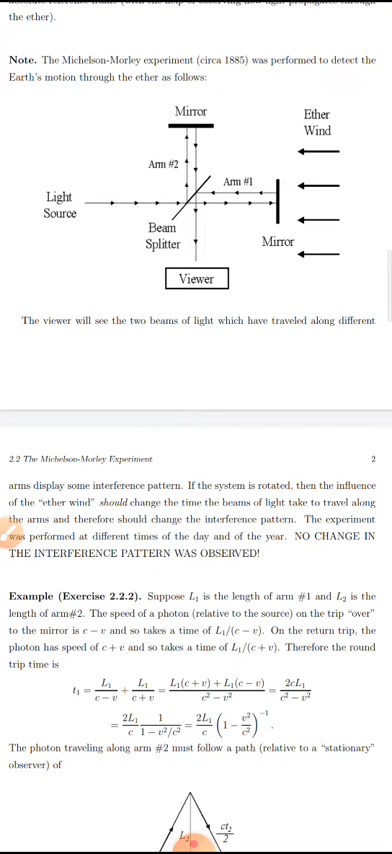 the ether).
Note. The Michelson-Morley experiment (circa 1885) was performed to detect the
Earth's motion through the ether as follows:
Mirror
Ether
Wind
Arm #2
Arm #1
Light
Source
Beam
Splitter
Mirror
Viewer
The viewer will see the two beams of light which have traveled along different
2.2 The Michelson-Morley Experiment 2
arms display some interference pattern. If the system is rotated, then the influence
of the “ether wind” should change the time the beams of light take to travel along
the arms and therefore should change the interference pattern. The experiment
was performed at different times of the day and of the year. NO CHANGE IN
THE INTERFERENCE PATTERN WAS OBSERVED!
Example (Exercise 2.2.2). Suppose L₁ is the length of arm #1 and L₂ is the
length of arm#2. The speed of a photon (relative to the source) on the trip “over”
to the mirror is c − v and so takes a time of L₁/(c − v). On the return trip, the
photon has speed of c + v and so takes a time of L₁/(c + v). Therefore the round
trip time is
t₁ = L₁/(c − v) + L₁/(c + v) = (L₁(c + v) + L₁(c − v))/(c² − v²) = 2cL₁/(c² − v²)
= 2L₁/c 1/(1 − v²/c²) = 2L₁/c (1 − v²/c²)⁻¹.
The photon traveling along arm #2 must follow a path (relative to a “stationary”
observer) of
L₂
ct₂/2